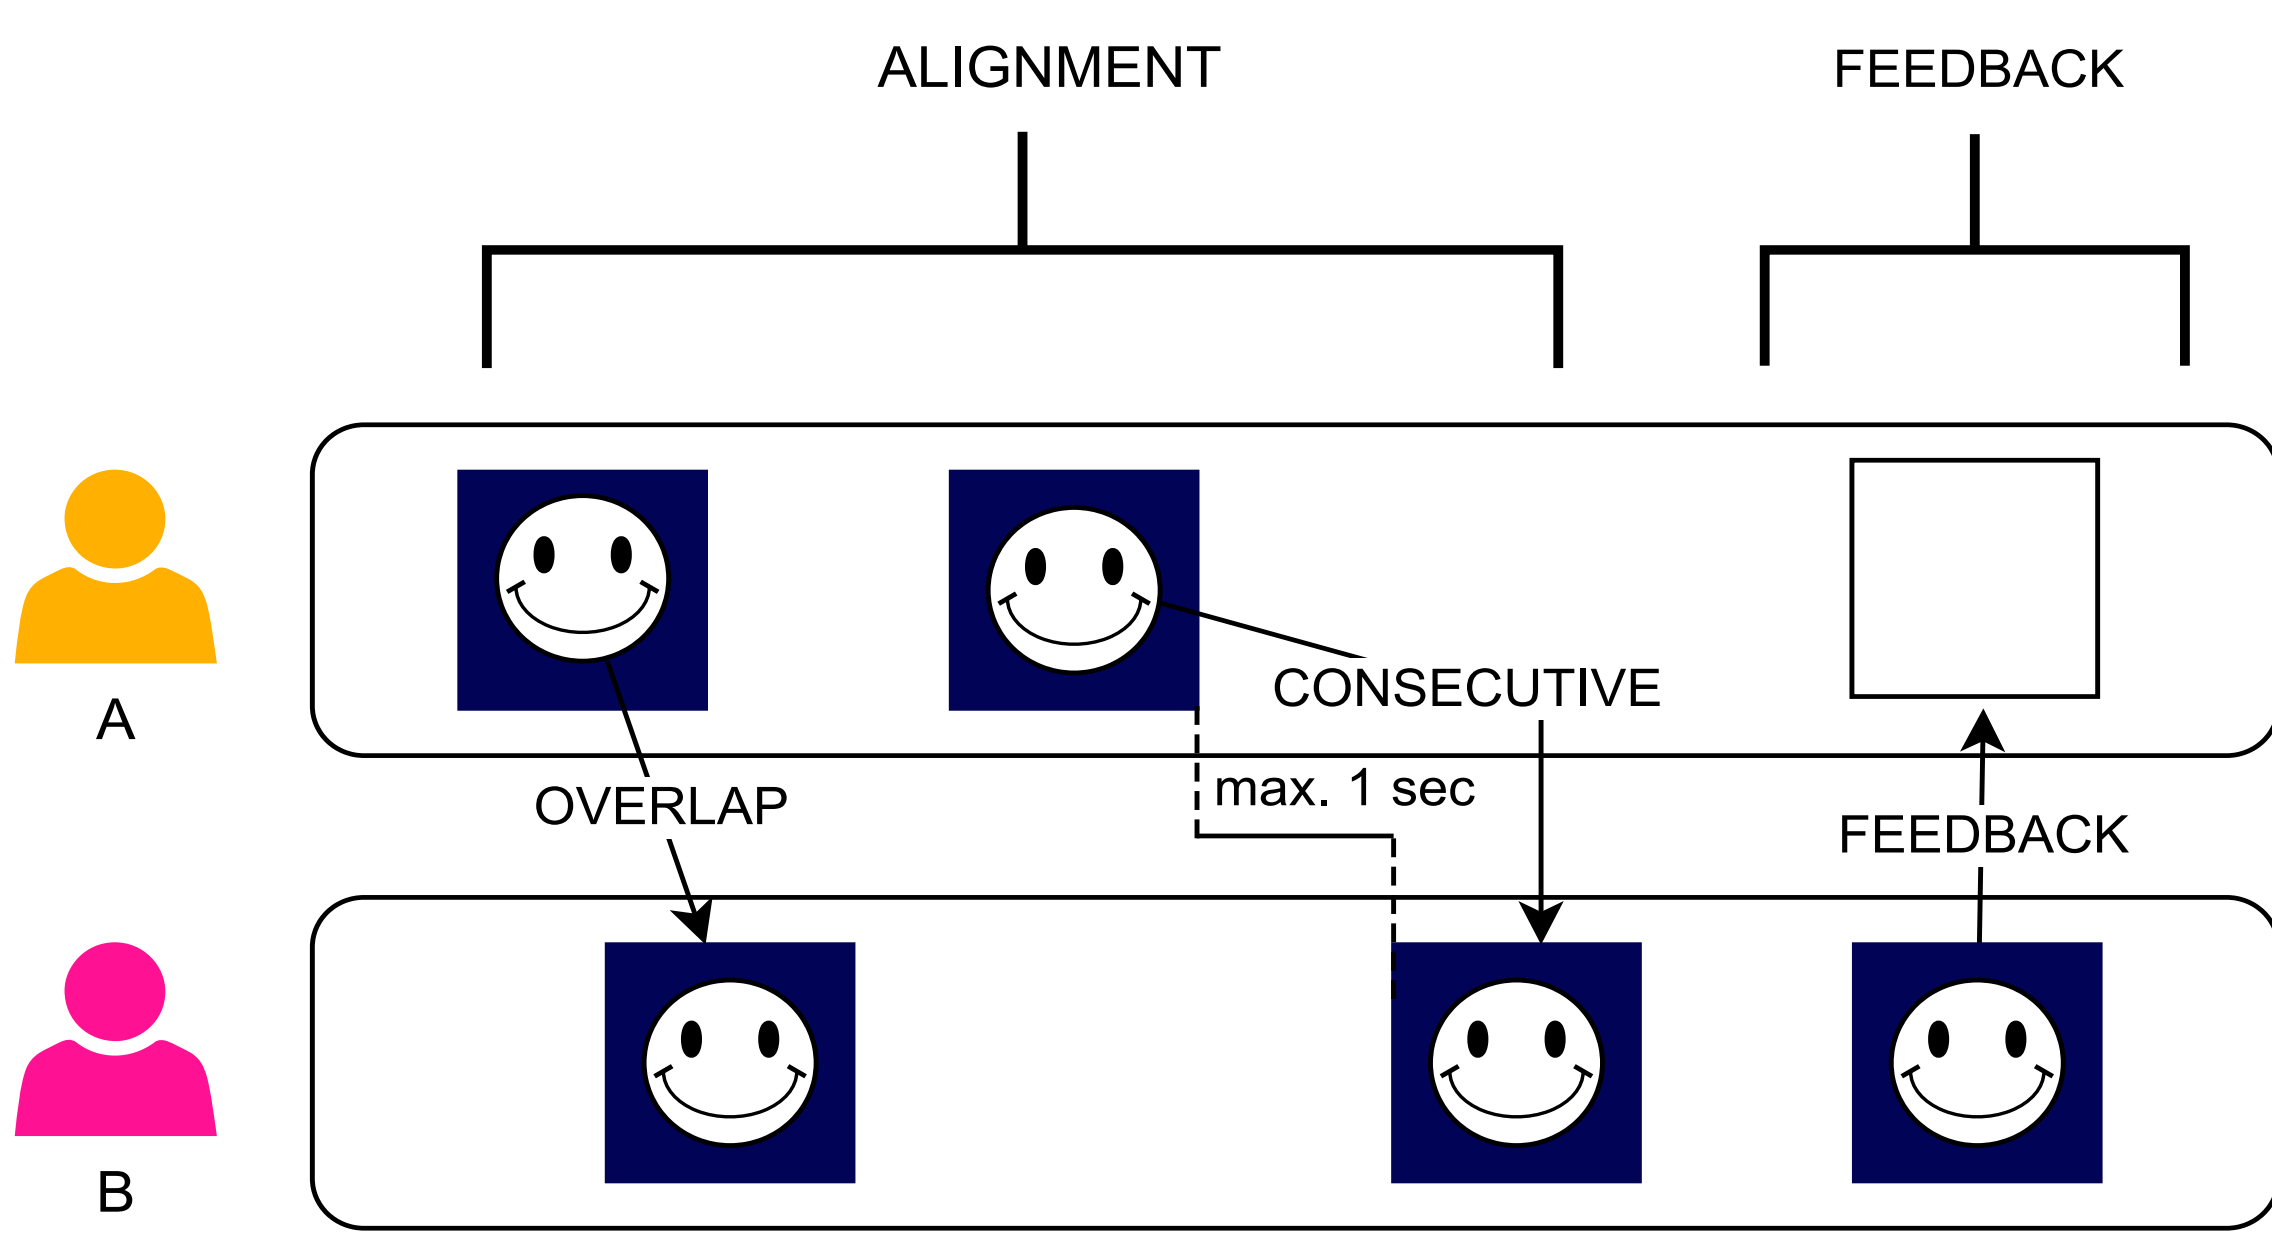 ALIGNMENT
FEEDBACK
A
CONSECUTIVE
max. 1 sec
OVERLAP
FEEDBACK
B